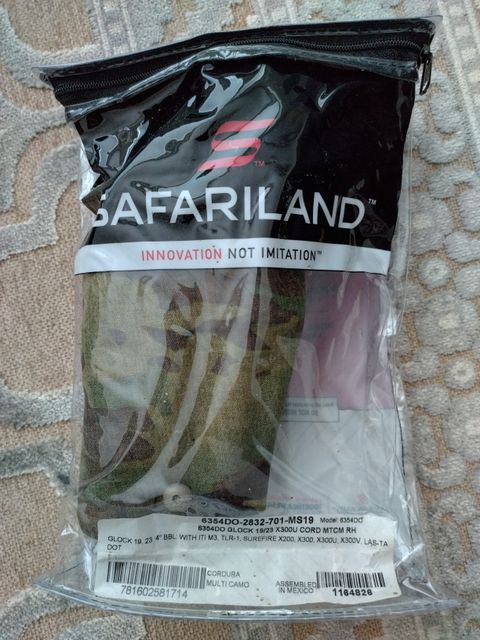 SAFARILAND™
INNOVATION NOT IMITATION™
6354DO-2832-701-MS19 Model: 6354DO
6354DO GLOCK 19/23 X300U CORD MTCM RH
GLOCK 19, 23 4" BBL. WITH ITI M3, TLR-1, SUREFIRE X200, X300, X300U, X300V, LAS-TA
DOT
CORDURA
MULTI CAMO
ASSEMBLED
IN MEXICO
781602581714
1164826